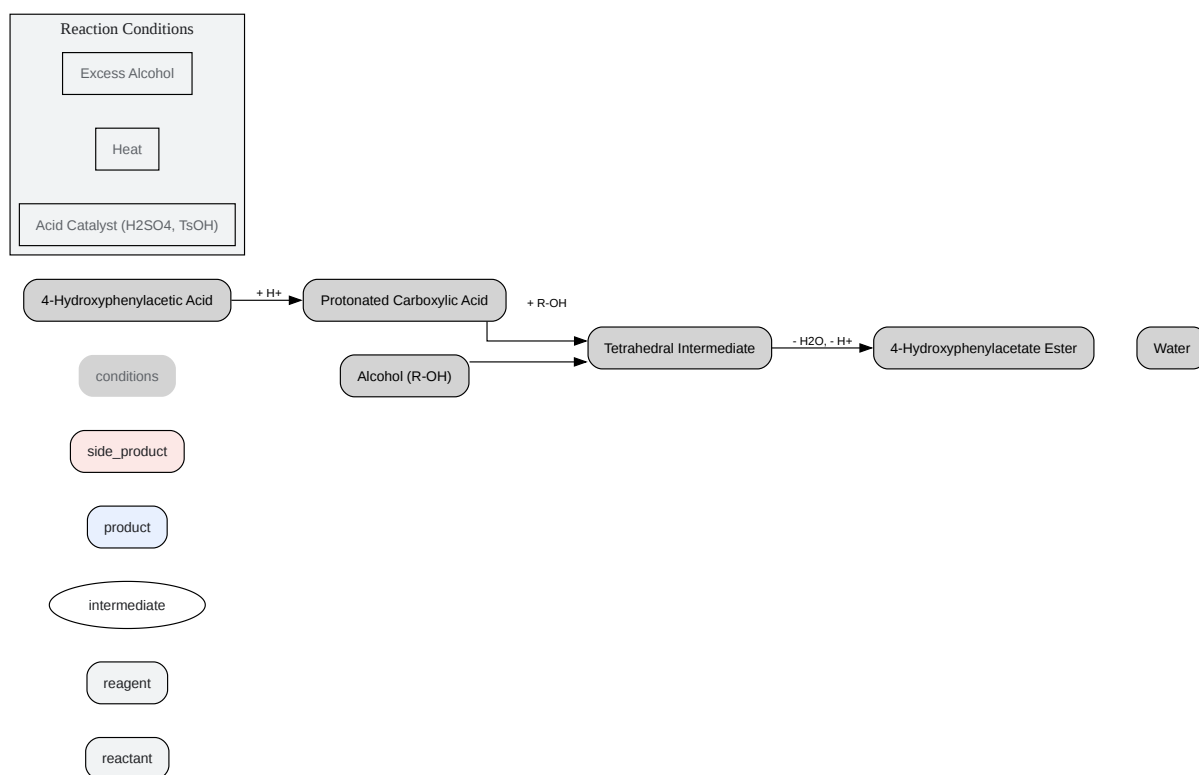 Reaction Conditions
Excess Alcohol
Heat
Acid Catalyst (H2SO4, TsOH)
4-Hydroxyphenylacetic Acid
+ H+
Protonated Carboxylic Acid
+ R-OH
Alcohol (R-OH)
Tetrahedral Intermediate
- H2O, - H+
4-Hydroxyphenylacetate Ester
Water
conditions
side_product
product
intermediate
reagent
reactant